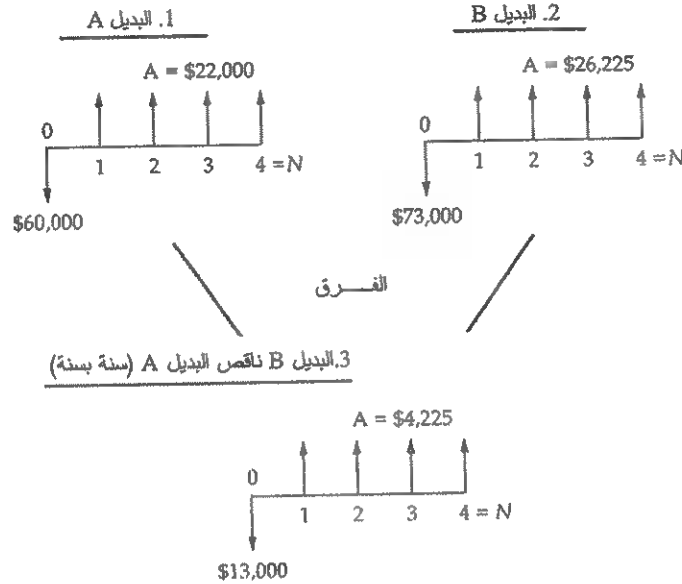 1. البديل A
A = $22,000
0
1 2 3 4 = N
$60,000
2. البديل B
A = $26,225
0
1 2 3 4 = N
$73,000
الفـــرق
3.البديل B ناقص البديل A (سنة بسنة)
A = $4,225
0
1 2 3 4 = N
$13,000